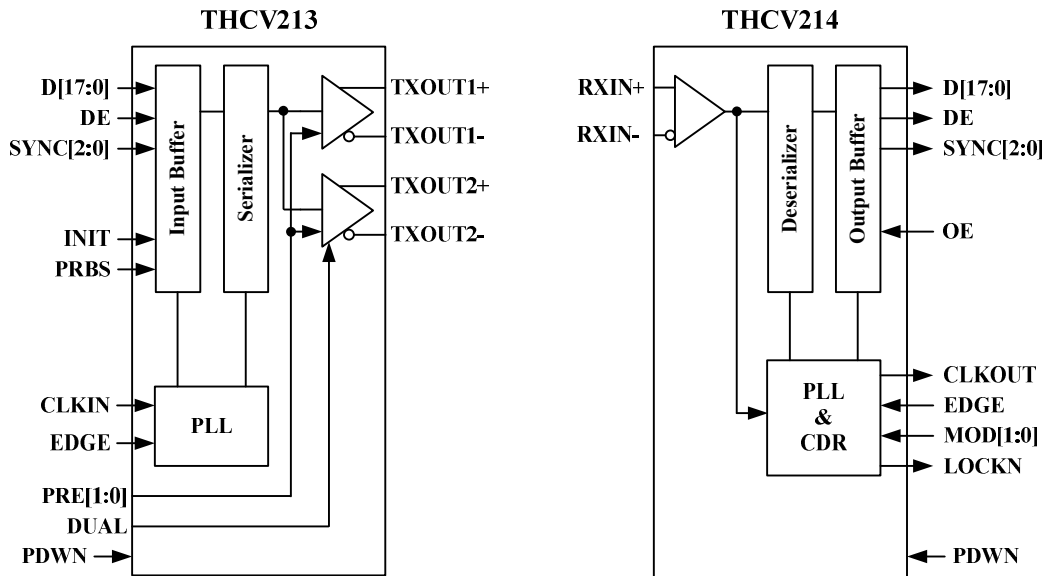 THCV213
D[17:0]
DE
SYNC[2:0]
INIT
PRBS
CLKIN
EDGE
PRE[1:0]
DUAL
PDWN
Input Buffer
Serializer
PLL
TXOUT1+
TXOUT1-
TXOUT2+
TXOUT2-
THCV214
RXIN+
RXIN-
Deserializer
Output Buffer
PLL
&
CDR
D[17:0]
DE
SYNC[2:0]
OE
CLKOUT
EDGE
MOD[1:0]
LOCKN
PDWN